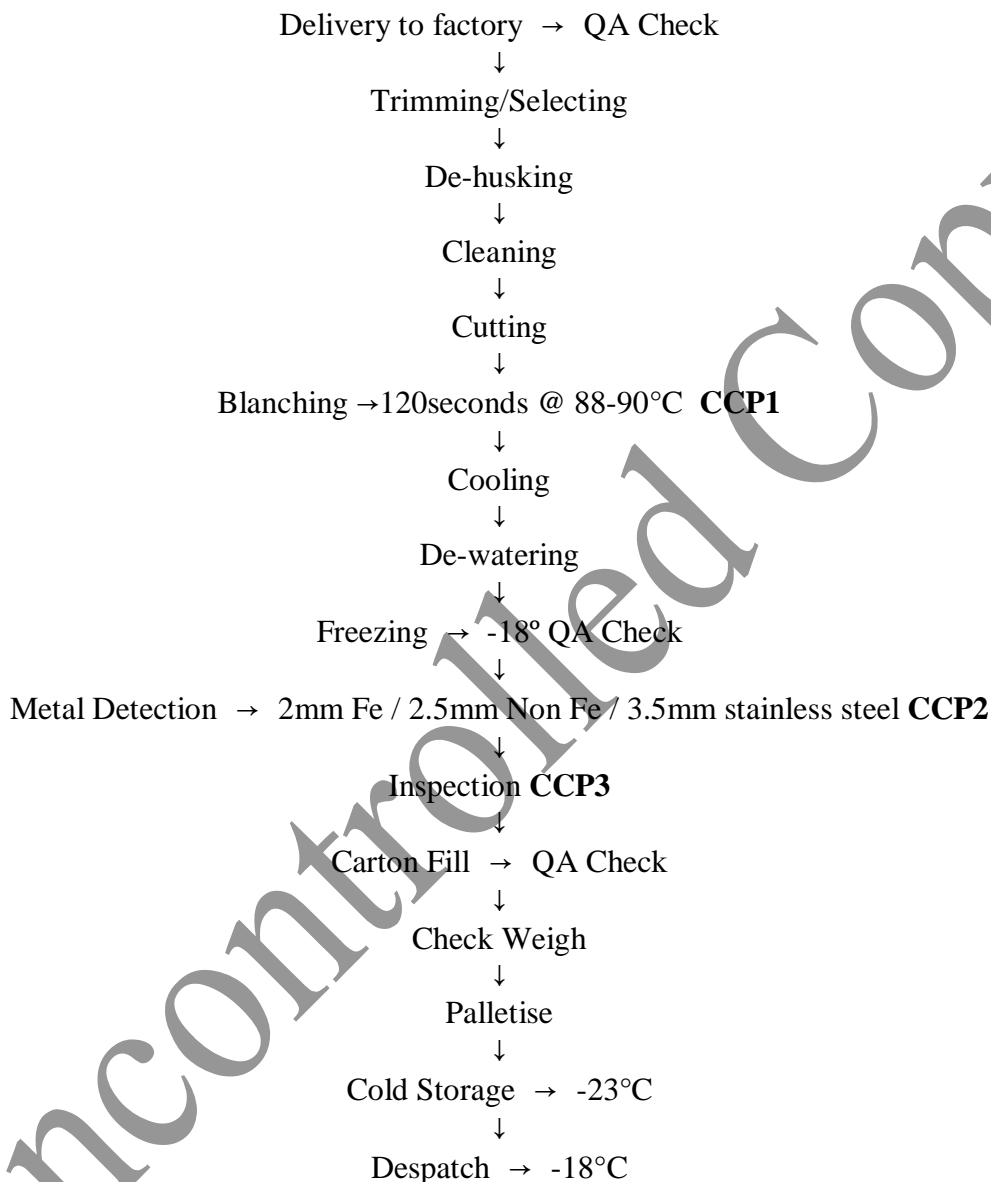 Delivery to factory → QA Check
↓
Trimming/Selecting
↓
De-husking
↓
Cleaning
↓
Cutting
↓
Blanching →120seconds @ 88-90°C CCP1
↓
Cooling
↓
De-watering
↓
Freezing → -18º QA Check
↓
Metal Detection → 2mm Fe / 2.5mm Non Fe / 3.5mm stainless steel CCP2
↓
Inspection CCP3
↓
Carton Fill → QA Check
↓
Check Weigh
↓
Palletise
↓
Cold Storage → -23°C
↓
Despatch → -18°C
ncontrolled Con